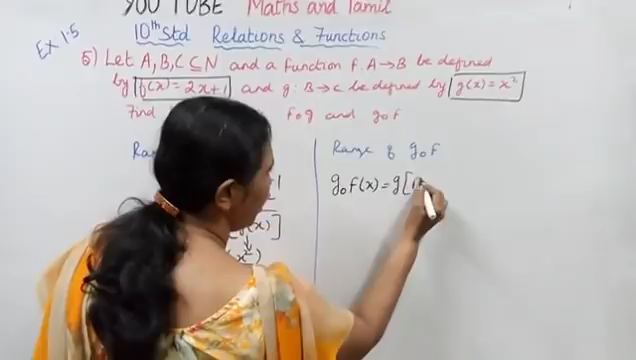 YOU TUBE Maths and Tamil
Ex 1.5
10th Std Relations & Functions
5) Let A, B, C ⊆ N and a function f: A→B be defined
by f(x) = 2x+1 and g: B→C be defined by g(x) = x²
Find fog and gof
Range of gof
gof(x) = g[
(x)]
x²)